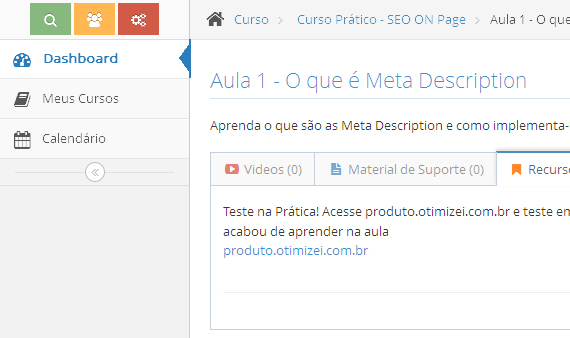 Curso > Curso Prático - SEO ON Page > Aula 1 - O que
Dashboard
Meus Cursos
Calendário
Aula 1 - O que é Meta Description
Aprenda o que são as Meta Description e como implementa-
Videos (0)
Material de Suporte (0)
Recurs
Teste na Prática! Acesse produto.otimizei.com.br e teste em
acabou de aprender na aula
produto.otimizei.com.br